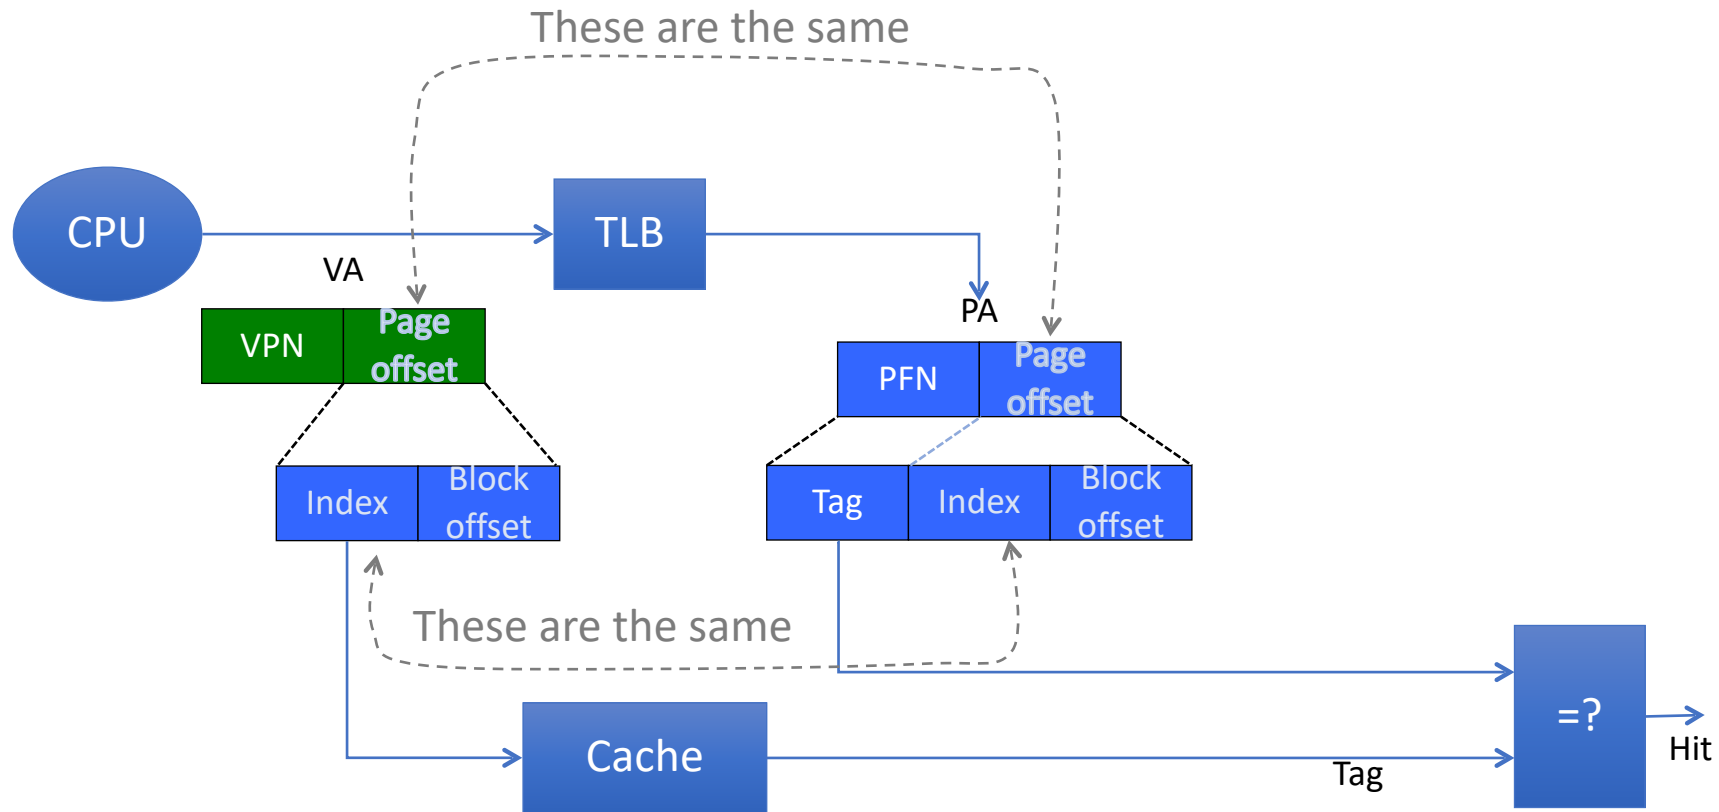 These are the same
CPU
TLB
VA
PA
VPN
Page
offset
PFN
Page
offset
Index
Block
offset
Tag
Index
Block
offset
These are the same
Cache
Tag
=?
Hit